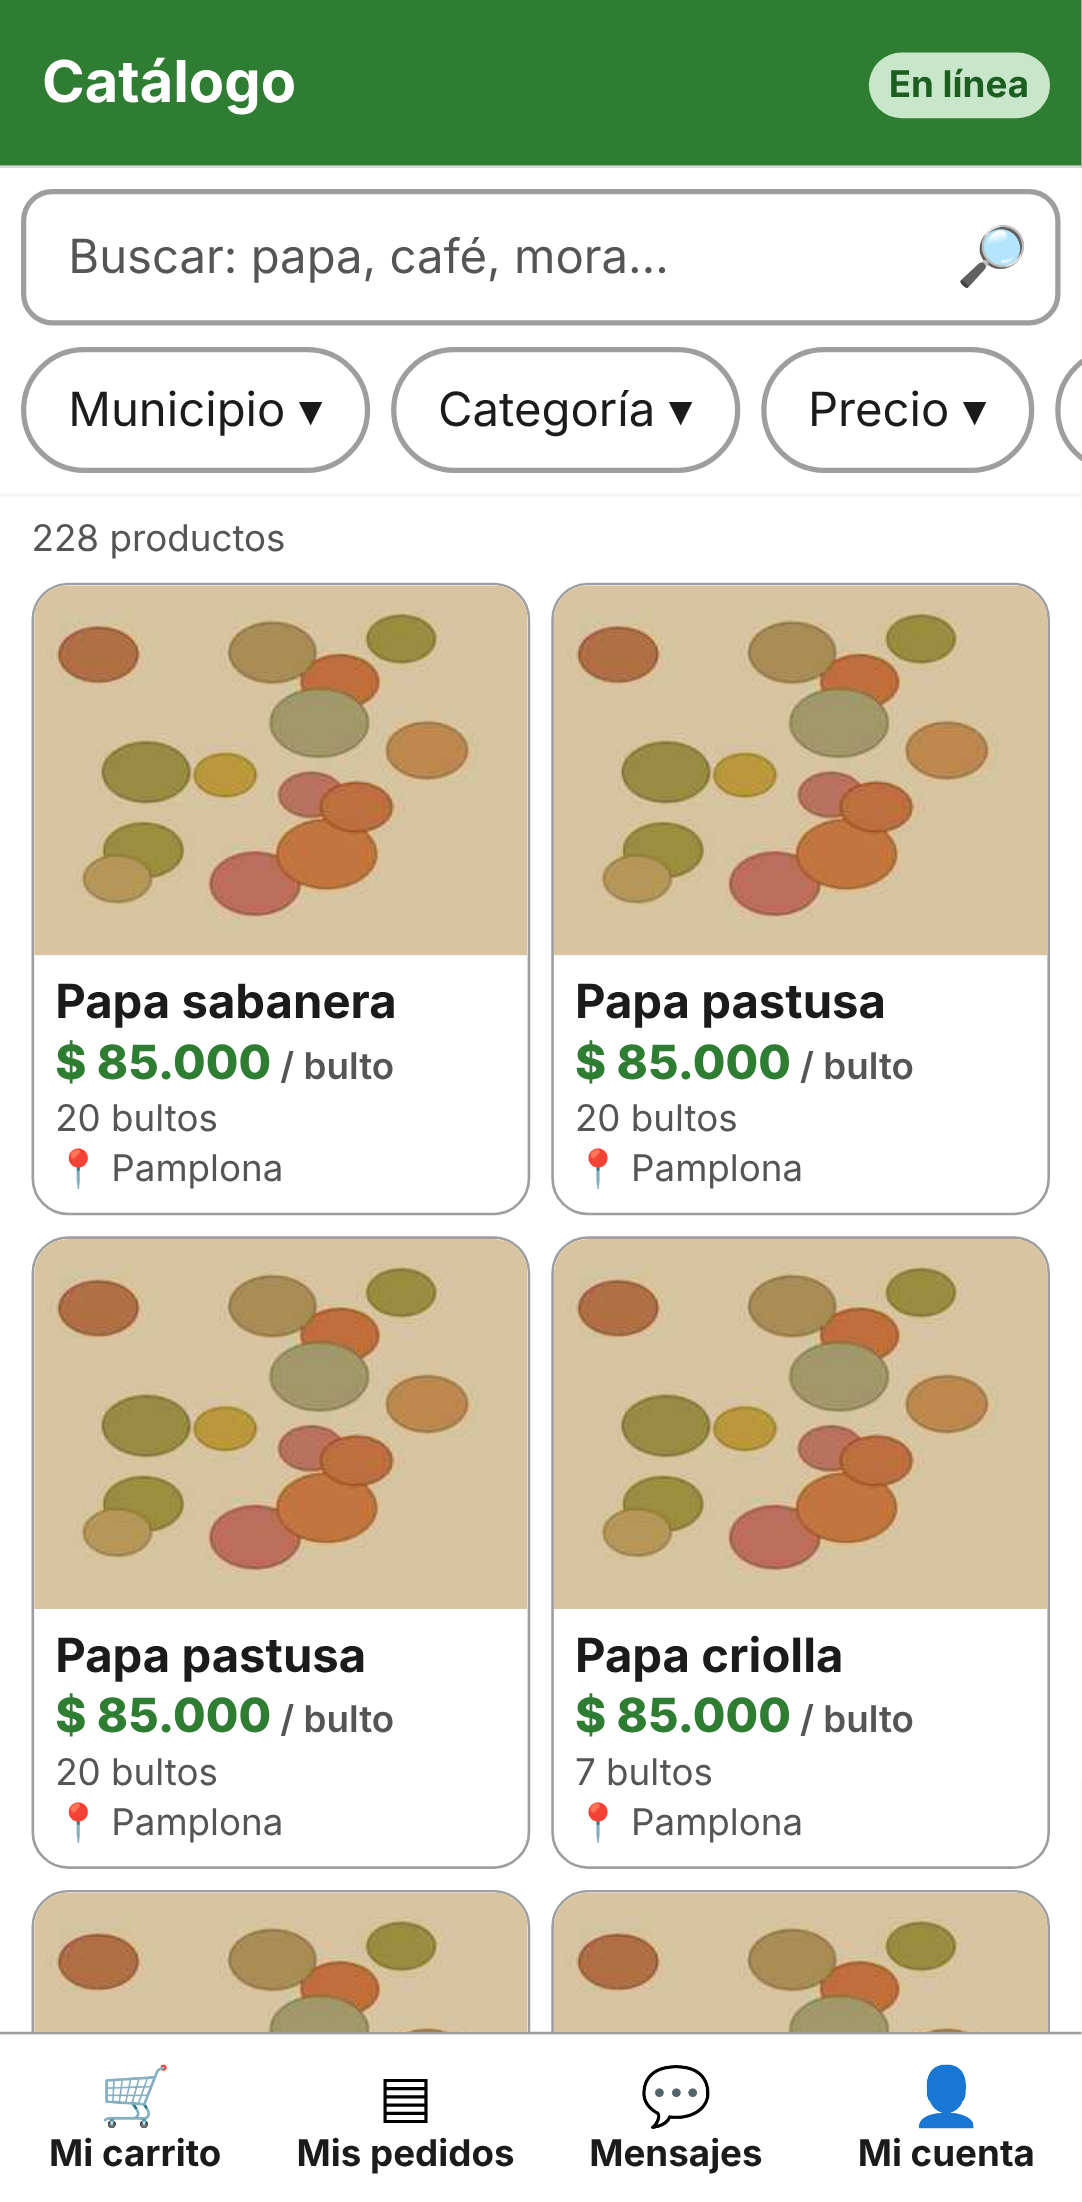 Catálogo
En línea
Buscar: papa, café, mora...
Municipio ▾
Categoría ▾
Precio ▾
228 productos
Papa sabanera
$ 85.000 / bulto
20 bultos
Pamplona
Papa pastusa
$ 85.000 / bulto
20 bultos
Pamplona
Papa pastusa
$ 85.000 / bulto
20 bultos
Pamplona
Papa criolla
$ 85.000 / bulto
7 bultos
Pamplona
Mi carrito
Mis pedidos
Mensajes
Mi cuenta